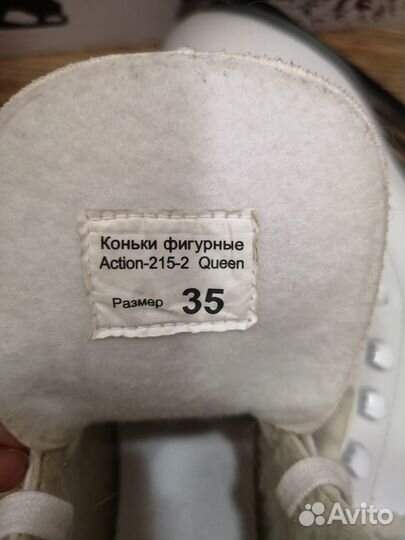 Коньки фигурные
Action-215-2 Queen
Размер 35
Avito